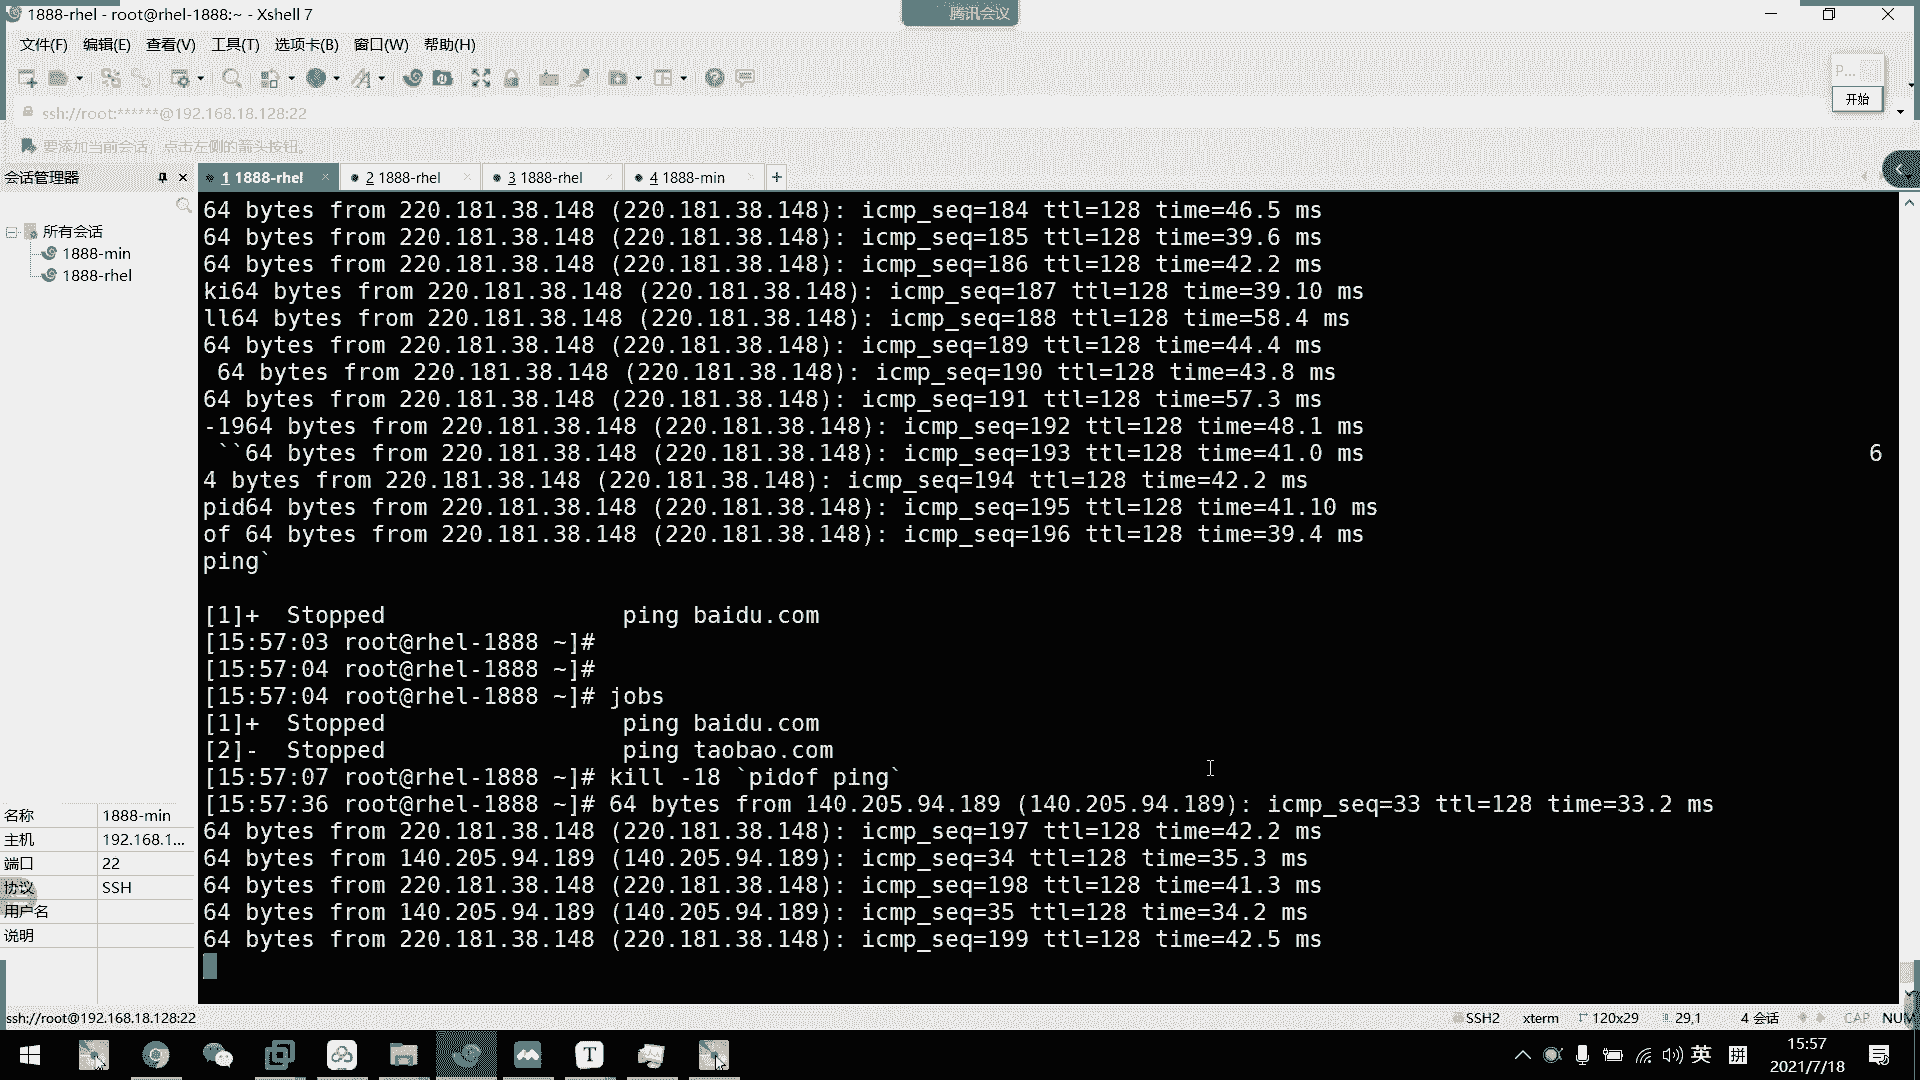 1888-rhel - root@rhel-1888:~ - Xshell 7
腾讯会议
文件(F) 编辑(E) 查看(V) 工具(T) 选项卡(B) 窗口(W) 帮助(H)
P...
开始
ssh://root:******@192.168.18.128:22
要添加当前会话，点击左侧的箭头按钮。
会话管理器
1 1888-rhel
2 1888-rhel
3 1888-rhel
4 1888-min
所有会话
1888-min
1888-rhel
64 bytes from 220.181.38.148 (220.181.38.148): icmp_seq=184 ttl=128 time=46.5 ms
64 bytes from 220.181.38.148 (220.181.38.148): icmp_seq=185 ttl=128 time=39.6 ms
64 bytes from 220.181.38.148 (220.181.38.148): icmp_seq=186 ttl=128 time=42.2 ms
ki64 bytes from 220.181.38.148 (220.181.38.148): icmp_seq=187 ttl=128 time=39.10 ms
ll64 bytes from 220.181.38.148 (220.181.38.148): icmp_seq=188 ttl=128 time=58.4 ms
64 bytes from 220.181.38.148 (220.181.38.148): icmp_seq=189 ttl=128 time=44.4 ms
 64 bytes from 220.181.38.148 (220.181.38.148): icmp_seq=190 ttl=128 time=43.8 ms
64 bytes from 220.181.38.148 (220.181.38.148): icmp_seq=191 ttl=128 time=57.3 ms
-1964 bytes from 220.181.38.148 (220.181.38.148): icmp_seq=192 ttl=128 time=48.1 ms
 ``64 bytes from 220.181.38.148 (220.181.38.148): icmp_seq=193 ttl=128 time=41.0 ms 6
4 bytes from 220.181.38.148 (220.181.38.148): icmp_seq=194 ttl=128 time=42.2 ms
pid64 bytes from 220.181.38.148 (220.181.38.148): icmp_seq=195 ttl=128 time=41.10 ms
of 64 bytes from 220.181.38.148 (220.181.38.148): icmp_seq=196 ttl=128 time=39.4 ms
ping`
[1]+  Stopped                 ping baidu.com
[15:57:03 root@rhel-1888 ~]#
[15:57:04 root@rhel-1888 ~]#
[15:57:04 root@rhel-1888 ~]# jobs
[1]+  Stopped                 ping baidu.com
[2]-  Stopped                 ping taobao.com
[15:57:07 root@rhel-1888 ~]# kill -18 `pidof ping`
[15:57:36 root@rhel-1888 ~]# 64 bytes from 140.205.94.189 (140.205.94.189): icmp_seq=33 ttl=128 time=33.2 ms
64 bytes from 220.181.38.148 (220.181.38.148): icmp_seq=197 ttl=128 time=42.2 ms
64 bytes from 140.205.94.189 (140.205.94.189): icmp_seq=34 ttl=128 time=35.3 ms
64 bytes from 220.181.38.148 (220.181.38.148): icmp_seq=198 ttl=128 time=41.3 ms
64 bytes from 140.205.94.189 (140.205.94.189): icmp_seq=35 ttl=128 time=34.2 ms
64 bytes from 220.181.38.148 (220.181.38.148): icmp_seq=199 ttl=128 time=42.5 ms
名称 1888-min
主机 192.168.1...
端口 22
协议 SSH
用户名
说明
ssh://root@192.168.18.128:22
SSH2 xterm 120x29 29,1 4 会话 CAP NUM
英 拼
15:57
2021/7/18